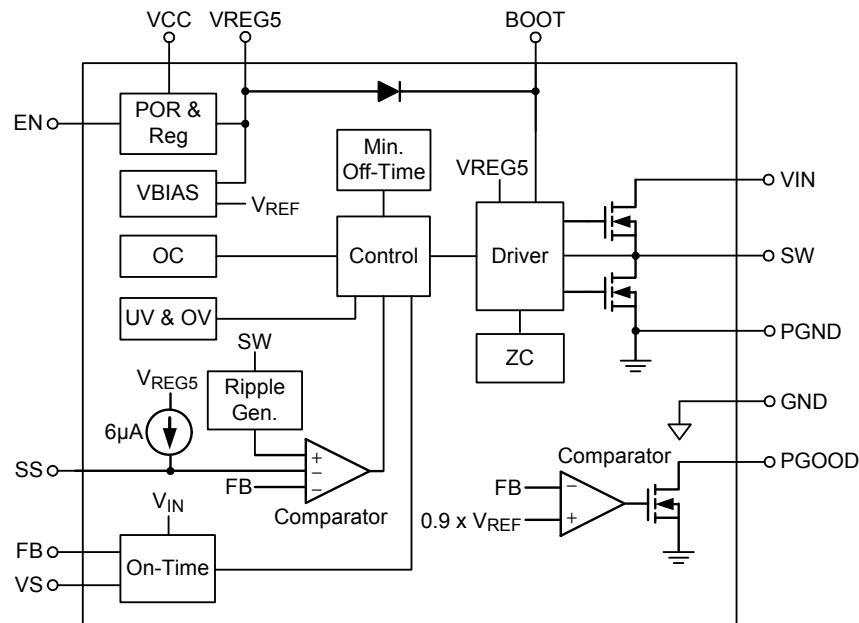 VCC VREG5 BOOT
EN
POR &
Reg
Min.
Off-Time
VREG5
VIN
VBIAS
VREF
OC
Control
Driver
SW
UV & OV
SW
ZC
PGND
VREG5
Ripple
Gen.
6µA
GND
+
Comparator
PGOOD
SS
−
FB
−
Comparator
FB
−
0.9 x VREF
+
VIN
FB
On-Time
VS